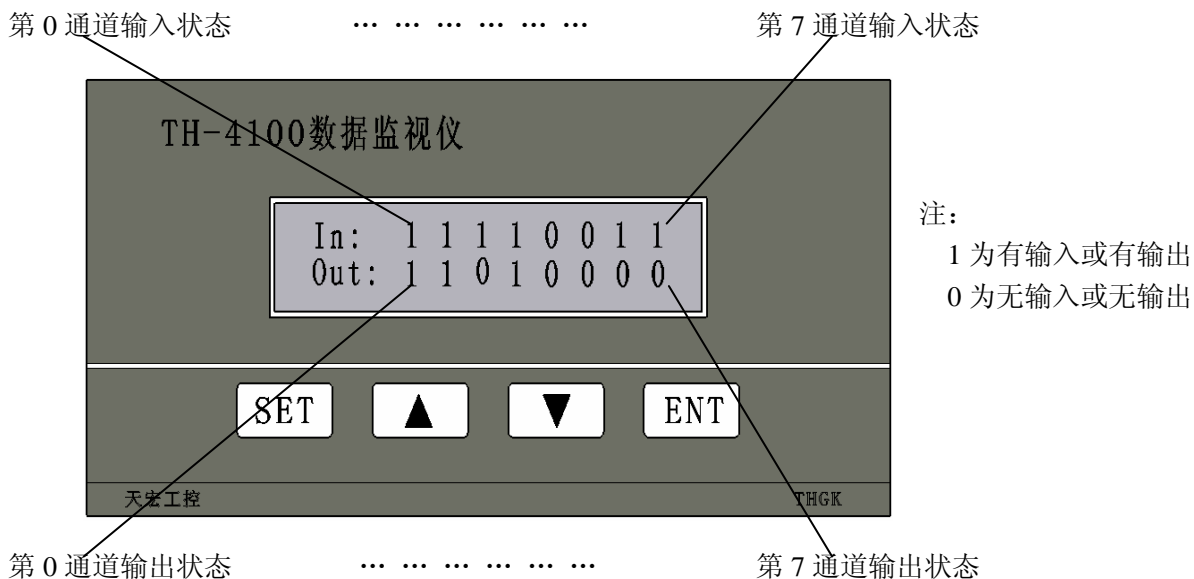 第 0 通道输入状态 … … … … … … 第 7 通道输入状态
TH-4100数据监视仪
In: 1 1 1 1 0 0 1 1
Out: 1 1 0 1 0 0 0 0
注：
1 为有输入或有输出
0 为无输入或无输出
SET ▲ ▼ ENT
天宏工控 THGK
第 0 通道输出状态 … … … … … … 第 7 通道输出状态